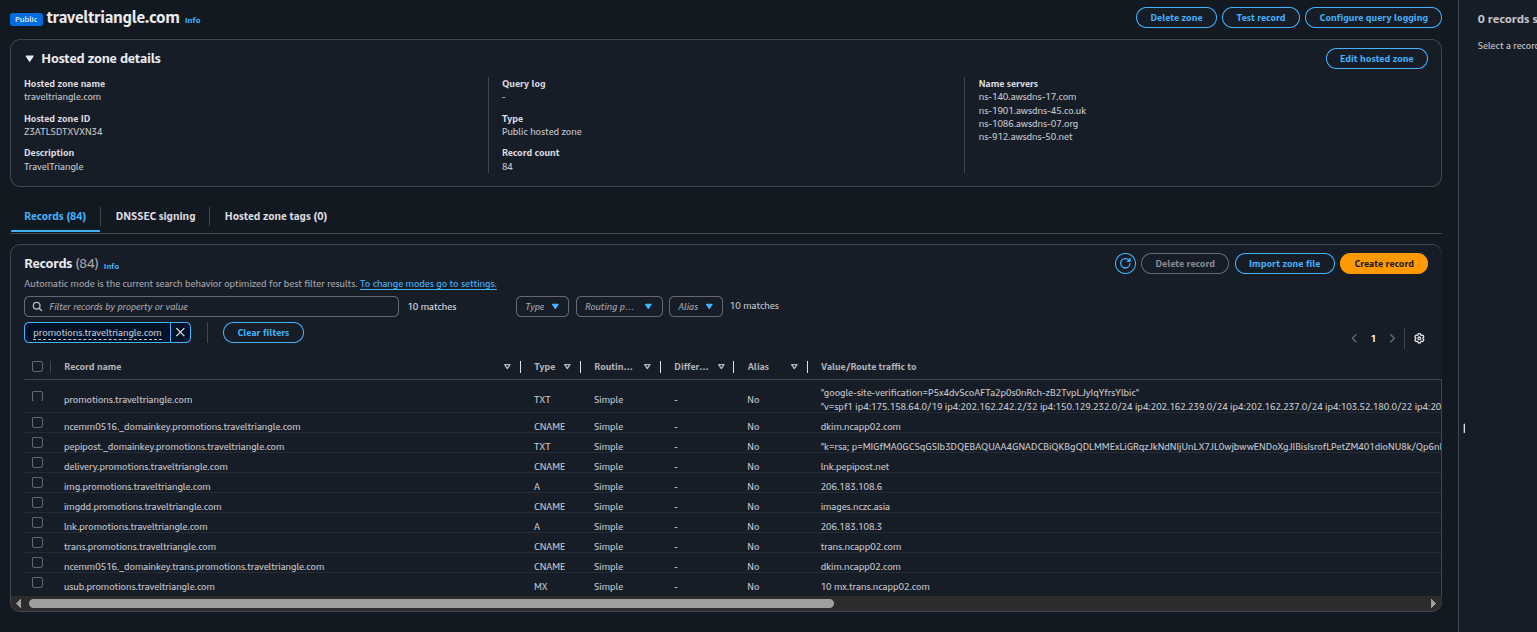 Public traveltriangle.com Info
Delete zone Test record Configure query logging
0 records s
Select a record
▼ Hosted zone details
Edit hosted zone
Hosted zone name
traveltriangle.com
Hosted zone ID
Z3ATLSDTXVXN34
Description
TravelTriangle
Query log
-
Type
Public hosted zone
Record count
84
Name servers
ns-140.awsdns-17.com
ns-1901.awsdns-45.co.uk
ns-1086.awsdns-07.org
ns-912.awsdns-50.net
Records (84) DNSSEC signing Hosted zone tags (0)
Records (84) Info
Delete record Import zone file Create record
Automatic mode is the current search behavior optimized for best filter results. To change modes go to settings.
Filter records by property or value 10 matches Type Routing p... Alias 10 matches
promotions.traveltriangle.com Clear filters
1
Record name Type Routin... Differ... Alias Value/Route traffic to
promotions.traveltriangle.com TXT Simple - No "google-site-verification=P5x4dvScoAFTa2p0s0nRch-zB2TvpLJyIqYfrsYlbic"
"v=spf1 ip4:175.158.64.0/19 ip4:202.162.242.2/32 ip4:150.129.232.0/24 ip4:202.162.239.0/24 ip4:202.162.237.0/24 ip4:103.52.180.0/22 ip4:20
ncemm0516._domainkey.promotions.traveltriangle.com CNAME Simple - No dkim.ncapp02.com
pepipost._domainkey.promotions.traveltriangle.com TXT Simple - No "k=rsa;
delivery.promotions.traveltriangle.com CNAME Simple - No lnk.pepipost.net
img.promotions.traveltriangle.com A Simple - No 206.183.108.6
imgdd.promotions.traveltriangle.com CNAME Simple - No images.nczc.asia
lnk.promotions.traveltriangle.com A Simple - No 206.183.108.3
trans.promotions.traveltriangle.com CNAME Simple - No trans.ncapp02.com
ncemm0516._domainkey.trans.promotions.traveltriangle.com CNAME Simple - No dkim.ncapp02.com
usub.promotions.traveltriangle.com MX Simple - No 10 mx.trans.ncapp02.com